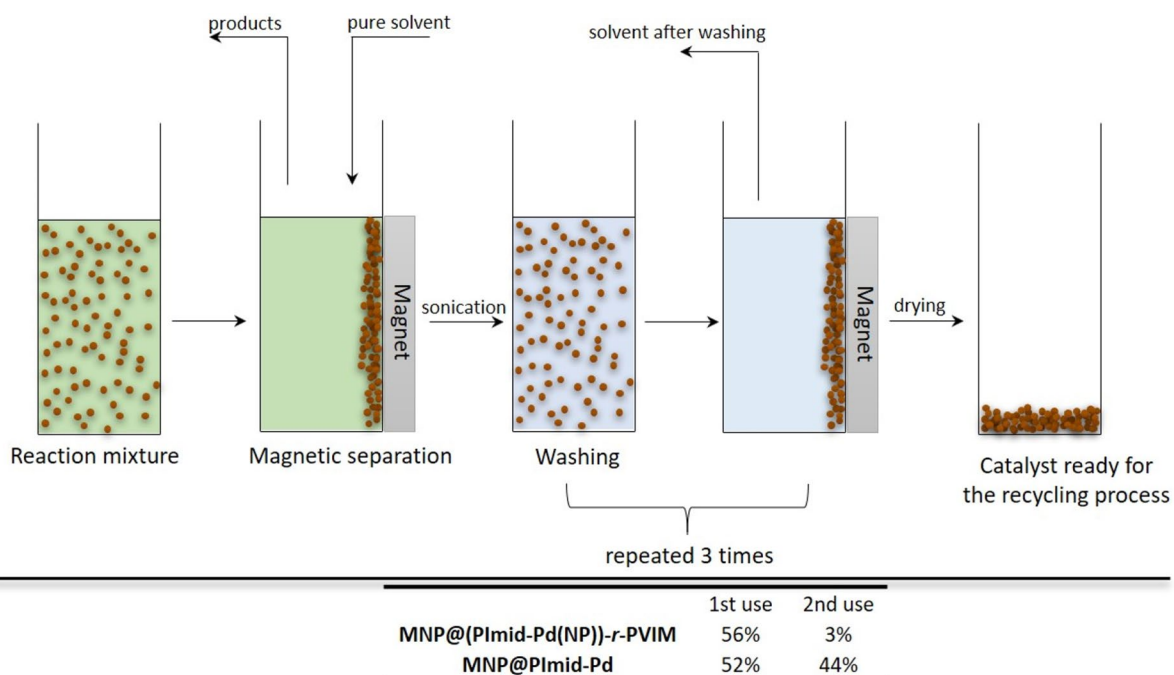 products
pure solvent
solvent after washing
Magnet
sonication
Magnet
drying
Reaction mixture
Magnetic separation
Washing
Catalyst ready for
the recycling process
repeated 3 times
1st use 2nd use
MNP@(PImid-Pd(NP))-r-PVIM 56% 3%
MNP@PImid-Pd 52% 44%